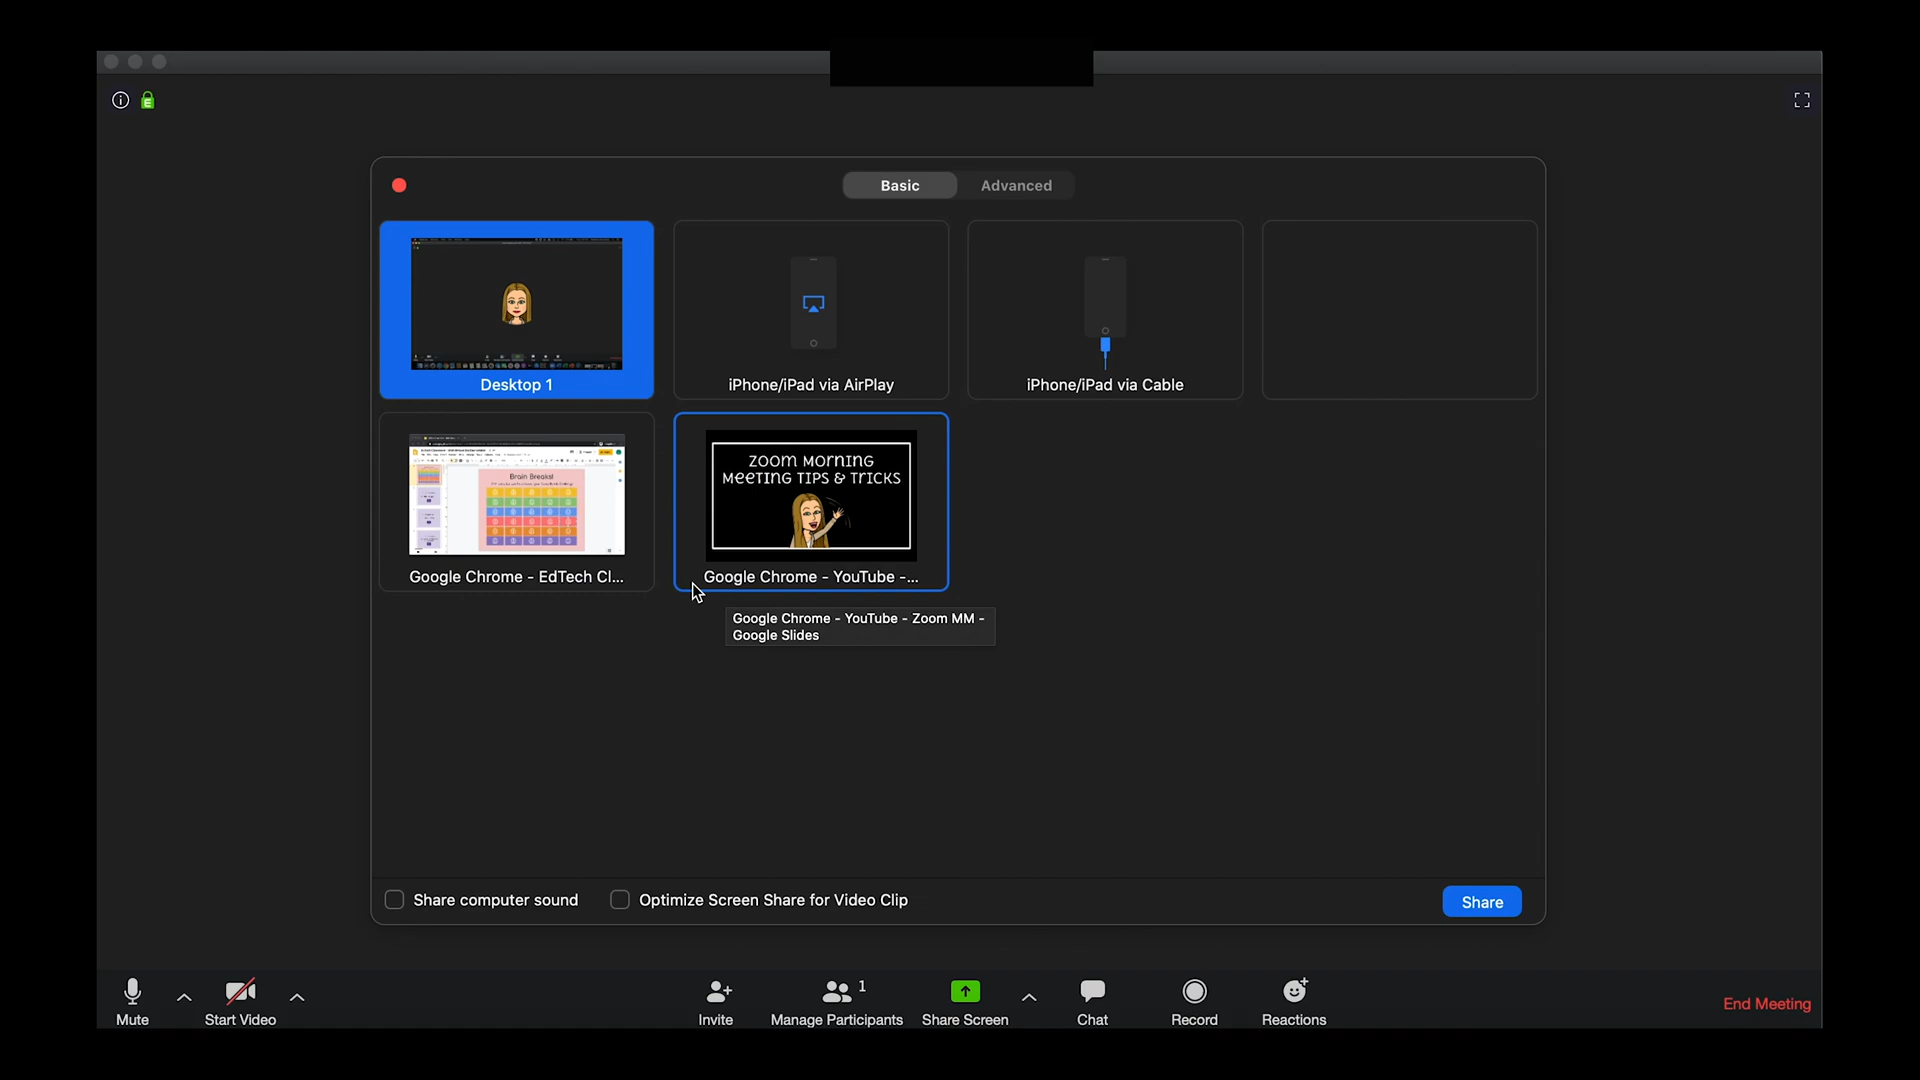 Basic
Advanced
Desktop 1
iPhone/iPad via AirPlay
iPhone/iPad via Cable
Brain Breaks!
ZOOM MORNING
MEETING TIPS & TRICKS
Google Chrome - EdTech Cl...
Google Chrome - YouTube -...
Google Chrome - YouTube - Zoom MM -
Google Slides
Share computer sound
Optimize Screen Share for Video Clip
Share
1
Mute
Start Video
Invite
Manage Participants
Share Screen
Chat
Record
Reactions
End Meeting